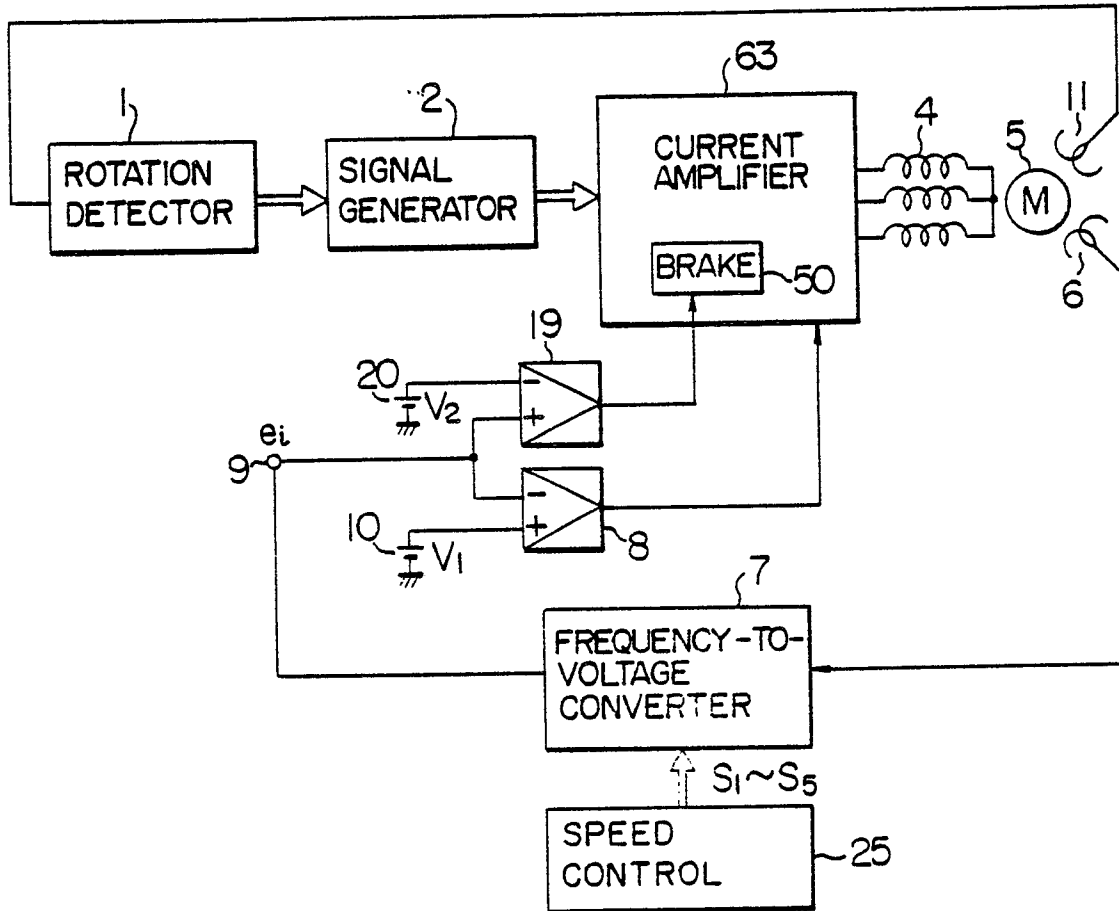 63
1
2
11
4
5
ROTATION
DETECTOR
SIGNAL
GENERATOR
CURRENT
AMPLIFIER
M
BRAKE
50
6
19
20
V2
-
+
ei
9
-
+
10
V1
8
7
FREQUENCY-TO-
VOLTAGE
CONVERTER
S1~S5
SPEED
CONTROL
25